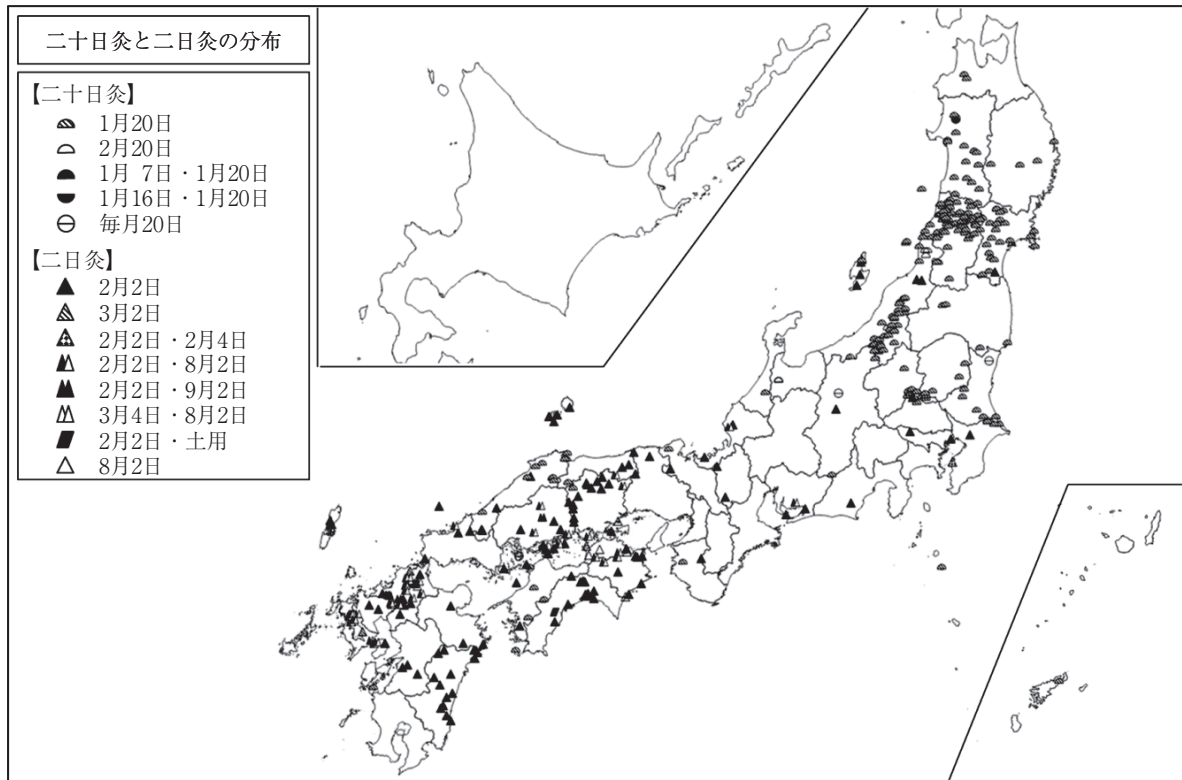 二十日灸と二日灸の分布
【二十日灸】
1月20日
2月20日
1月 7日・1月20日
1月16日・1月20日
毎月20日
【二日灸】
2月2日
3月2日
2月2日・2月4日
2月2日・8月2日
2月2日・9月2日
3月4日・8月2日
2月2日・土用
8月2日